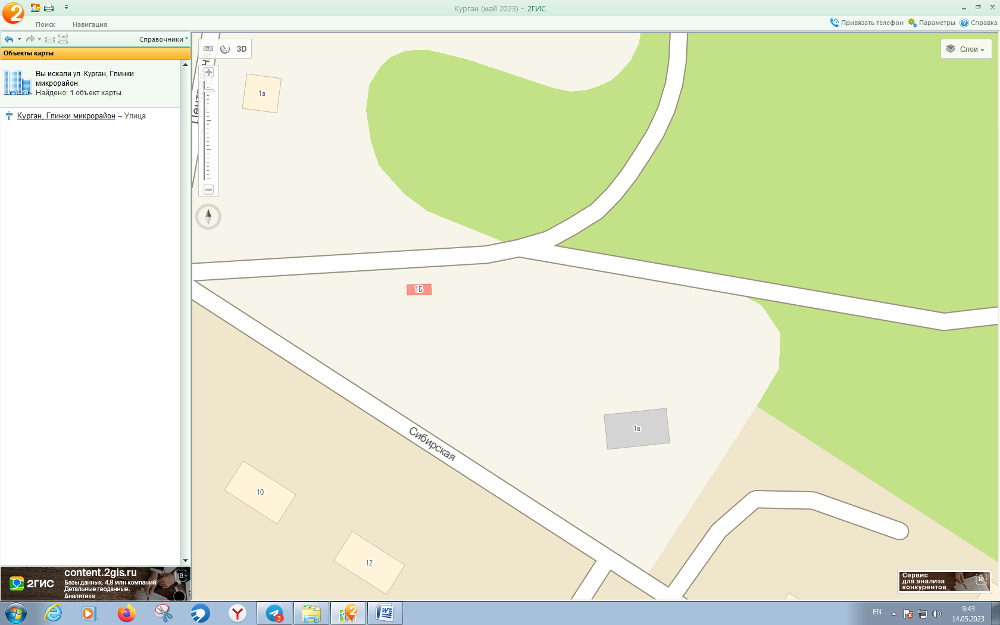 Курган (май 2023) - 2ГИС
Поиск
Навигация
Привязать телефон
Параметры
Справка
Справочники
Объекты карты
Вы искали ул. Курган, Глинки
микрорайон
Найдено: 1 объект карты
Курган, Глинки микрорайон – Улица
3D
Слои
1а
1Б
1в
Сибирская
10
12
2ГИС
content.2gis.ru
Базы данных. 4,8 млн компаний
Детальные геоданные.
Аналитика
18+
Сервис
для анализа
конкурентов
18+
3
EN
9:43
14.05.2023